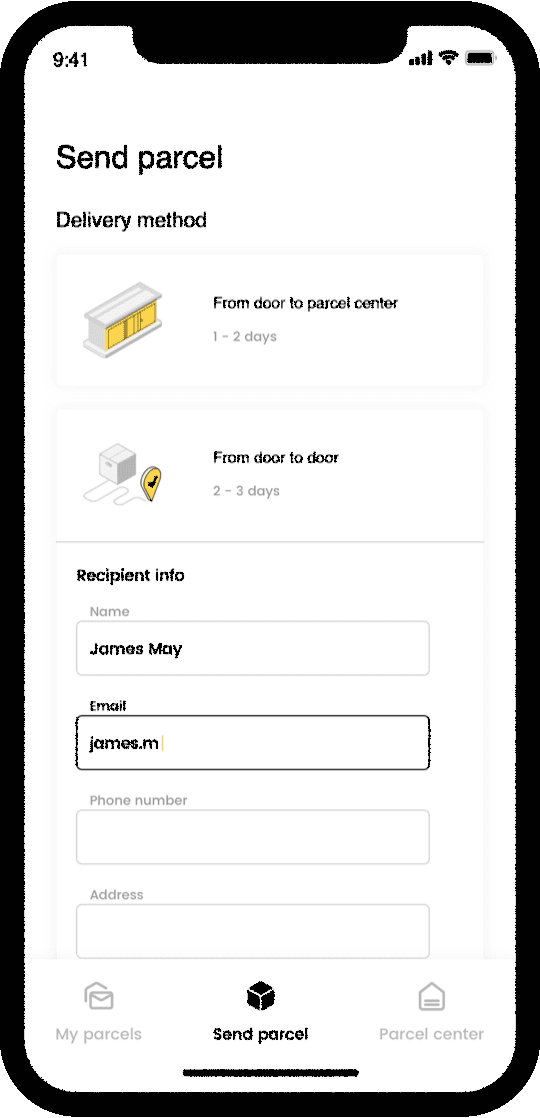 9:41
Send parcel
Delivery method
From door to parcel center
1 - 2 days
From door to door
2 - 3 days
Recipient info
Name
James May
Email
james.m
Phone number
Address
My parcels
Send parcel
Parcel center